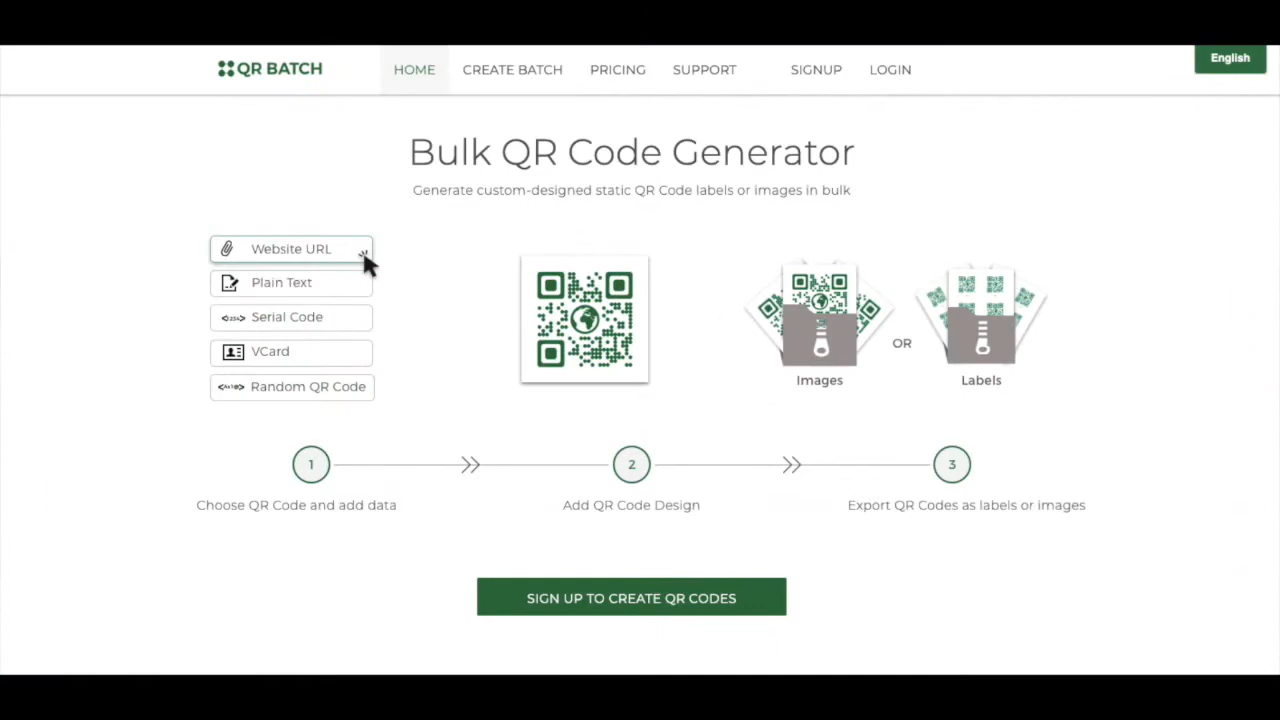 QR BATCH
HOME
CREATE BATCH
PRICING
SUPPORT
SIGNUP
LOGIN
English
Bulk QR Code Generator
Generate custom-designed static QR Code labels or images in bulk
Website URL
Plain Text
Serial Code
VCard
Random QR Code
OR
Images
Labels
1
2
3
Choose QR Code and add data
Add QR Code Design
Export QR Codes as labels or images
SIGN UP TO CREATE QR CODES